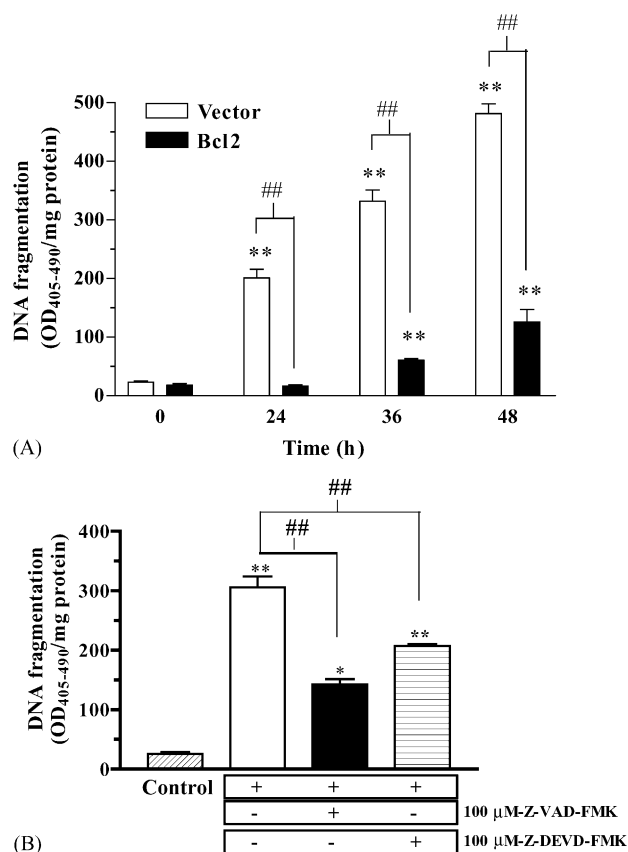 ##
##
**
500
Vector
Bcl2
##
**
400
##
**
300
**
200
**
**
100
0
0 24 36 48
DNA fragmentation
(OD405-490/mg protein)
(A) Time (h)
##
##
400
**
300
**
200
*
100
0
DNA fragmentation
(OD405-490/mg protein)
Control + + +
- + - 100 μM-Z-VAD-FMK
- - + 100 μM-Z-DEVD-FMK
(B)